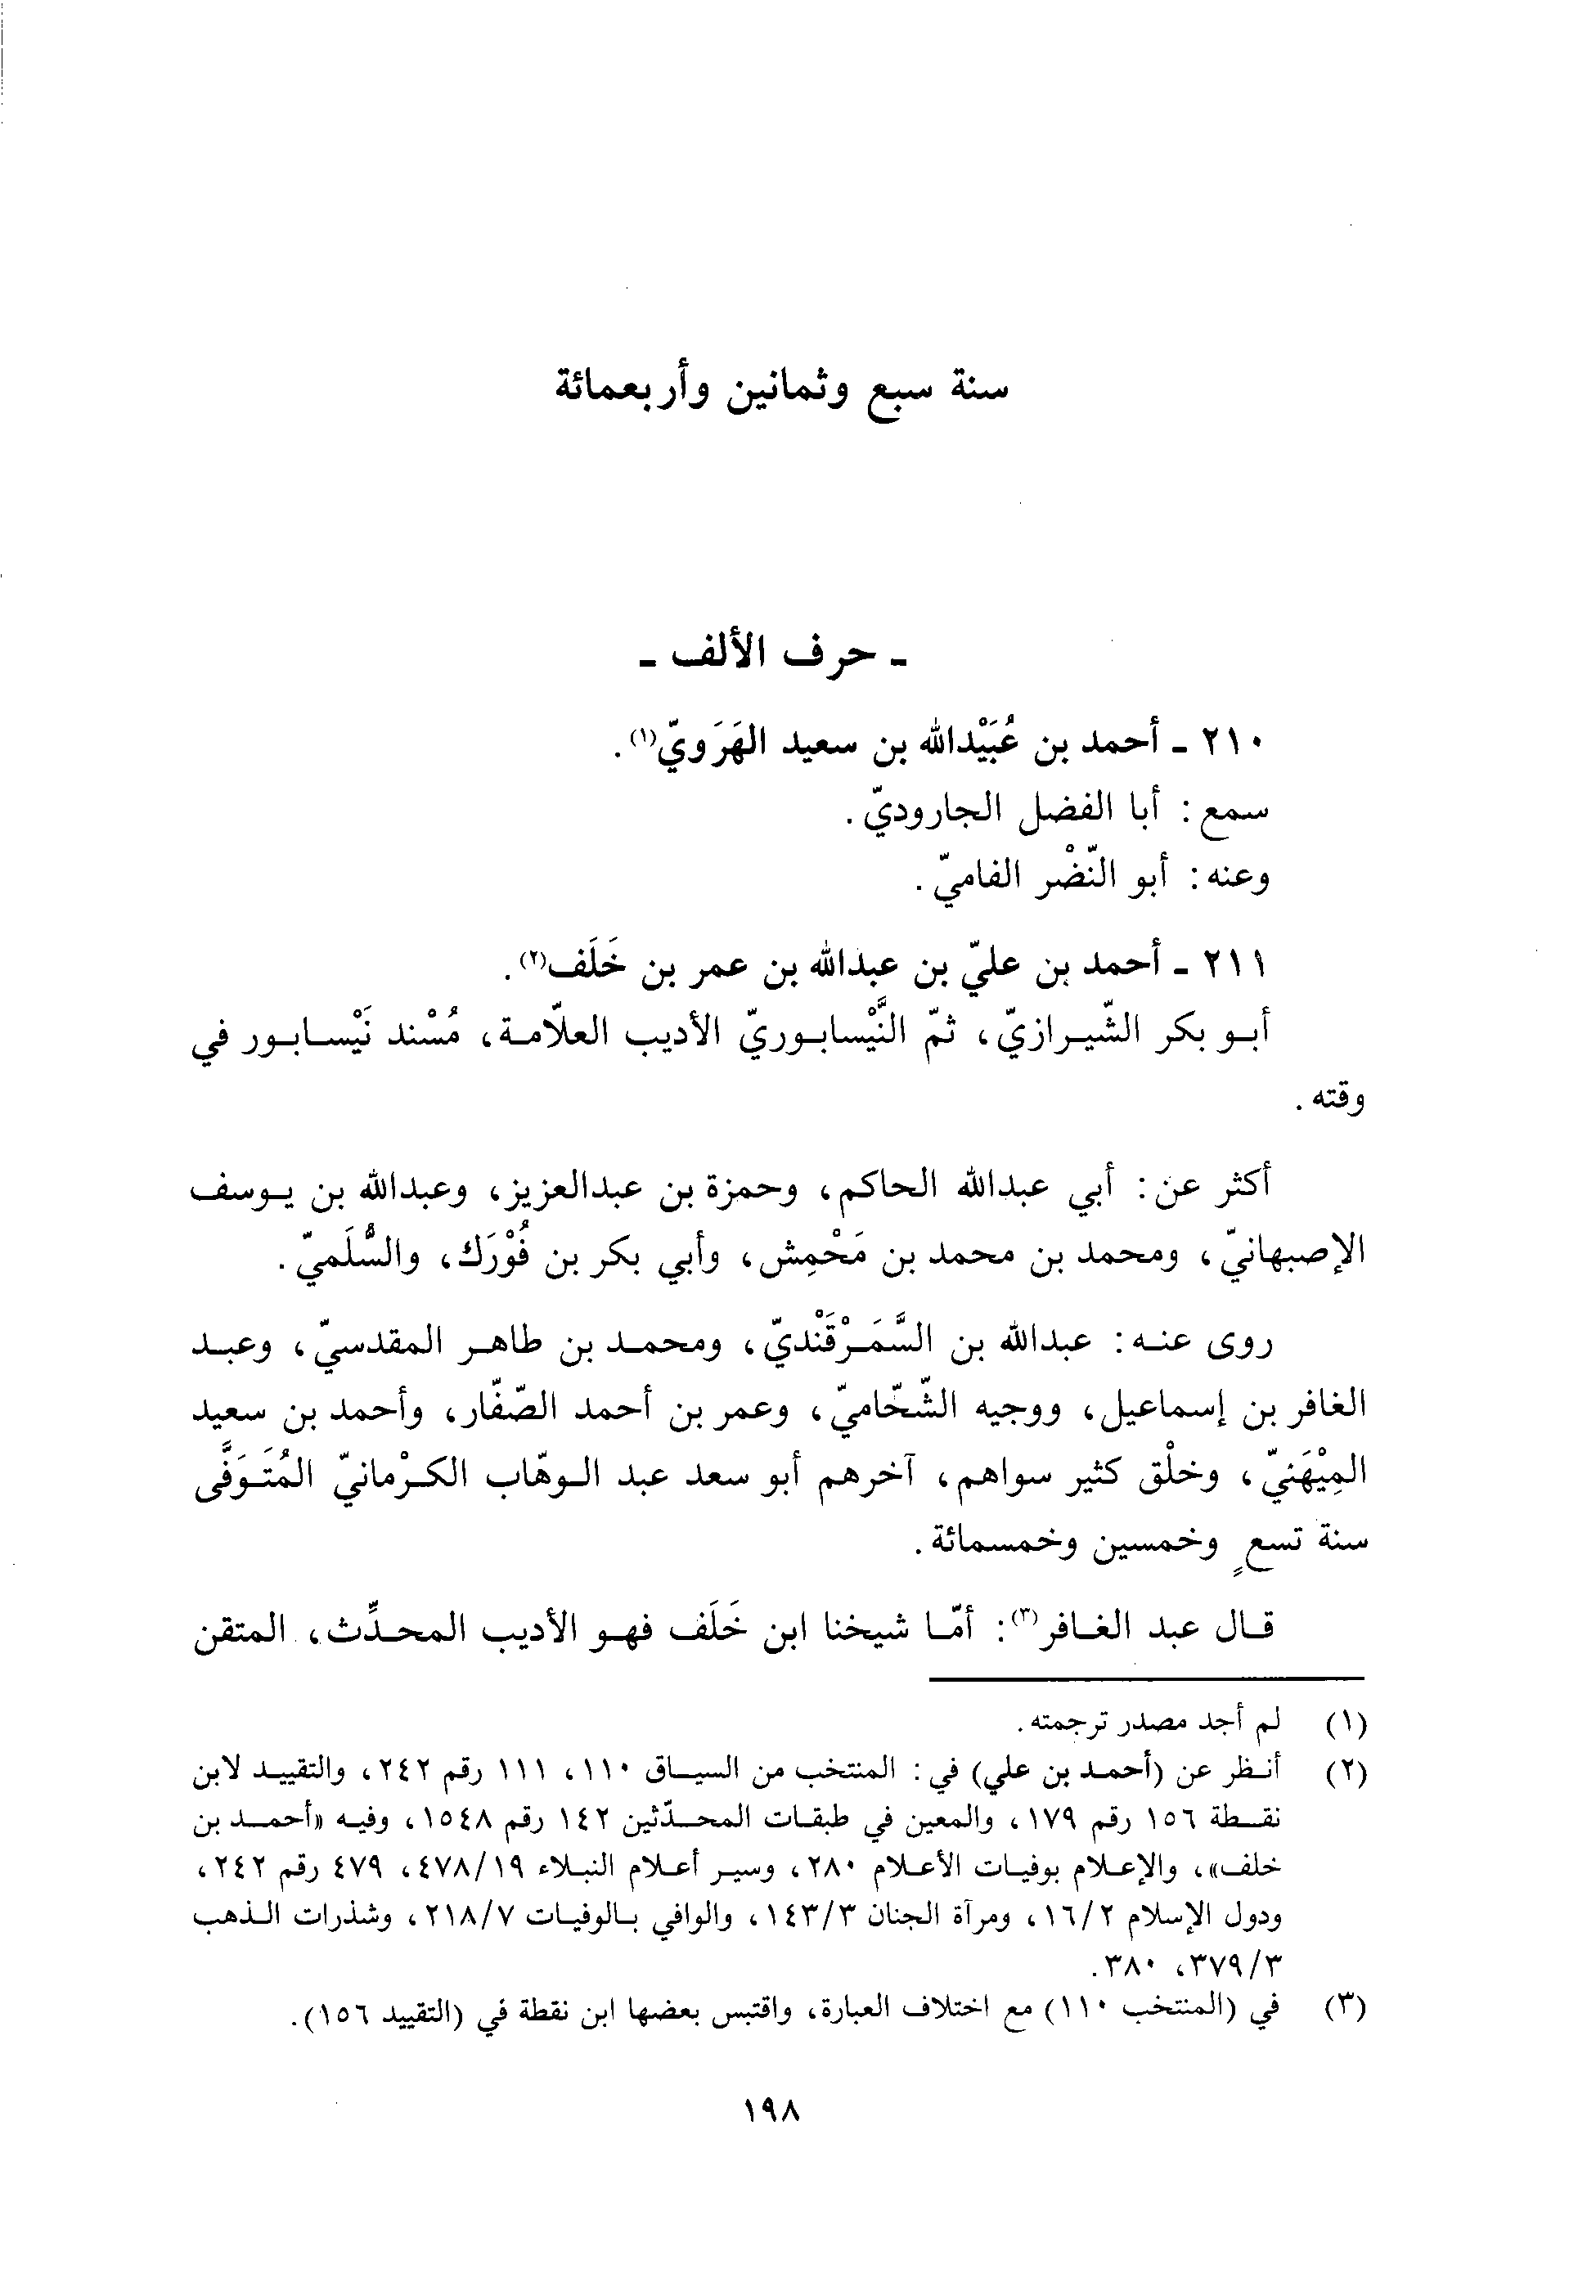 سنة سبع وثمانين وأربعمائة
ـ حرف الألف ـ
٢١٠ ـ أحمد بن عُبَيْدالله بن سعيد الهَرَويّ(١).
سمع: أبا الفضل الجاروديّ.
وعنه: أبو النّضْر الفاميّ.
٢١١ ـ أحمد بن عليّ بن عبدالله بن عمر بن خَلَف(٢).
أبو بكر الشّيرازيّ، ثمّ النَّيْسابوريّ الأديب العلّامة، مُسْند نَيْسابور في
وقته.
أكثر عن: أبي عبدالله الحاكم، وحمزة بن عبدالعزيز، وعبدالله بن يوسف
الإصبهانيّ، ومحمد بن محمد بن مَحْمِش، وأبي بكر بن فُوْرَك، والسُّلَميّ.
روى عنه: عبدالله بن السَّمَرْقَنْديّ، ومحمد بن طاهر المقدسيّ، وعبد
الغافر بن إسماعيل، ووجيه الشّحّاميّ، وعمر بن أحمد الصّفّار، وأحمد بن سعيد
المِيْهَنيّ، وخلْق كثير سواهم، آخرهم أبو سعد عبد الوهّاب الكرْمانيّ المُتَوَفَّى
سنة تسعٍ وخمسين وخمسمائة.
قال عبد الغافر(٣): أمّا شيخنا ابن خَلَف فهو الأديب المحدِّث، المتقن
(١) لم أجد مصدر ترجمته.
(٢) أنظر عن (أحمد بن علي) في: المنتخب من السياق ١١٠، ١١١ رقم ٢٤٢، والتقييد لابن
نقطة ١٥٦ رقم ١٧٩، والمعين في طبقات المحدّثين ١٤٢ رقم ١٥٤٨، وفيه «أحمد بن
خلف»، والإعلام بوفيات الأعلام ٢٨٠، وسير أعلام النبلاء ٤٧٨/١٩، ٤٧٩ رقم ٢٤٢،
ودول الإسلام ١٦/٢، ومرآة الجنان ١٤٣/٣، والوافي بالوفيات ٢١٨/٧، وشذرات الذهب
٣٧٩/٣، ٣٨٠.
(٣) في (المنتخب ١١٠) مع اختلاف العبارة، واقتبس بعضها ابن نقطة في (التقييد ١٥٦).
١٩٨